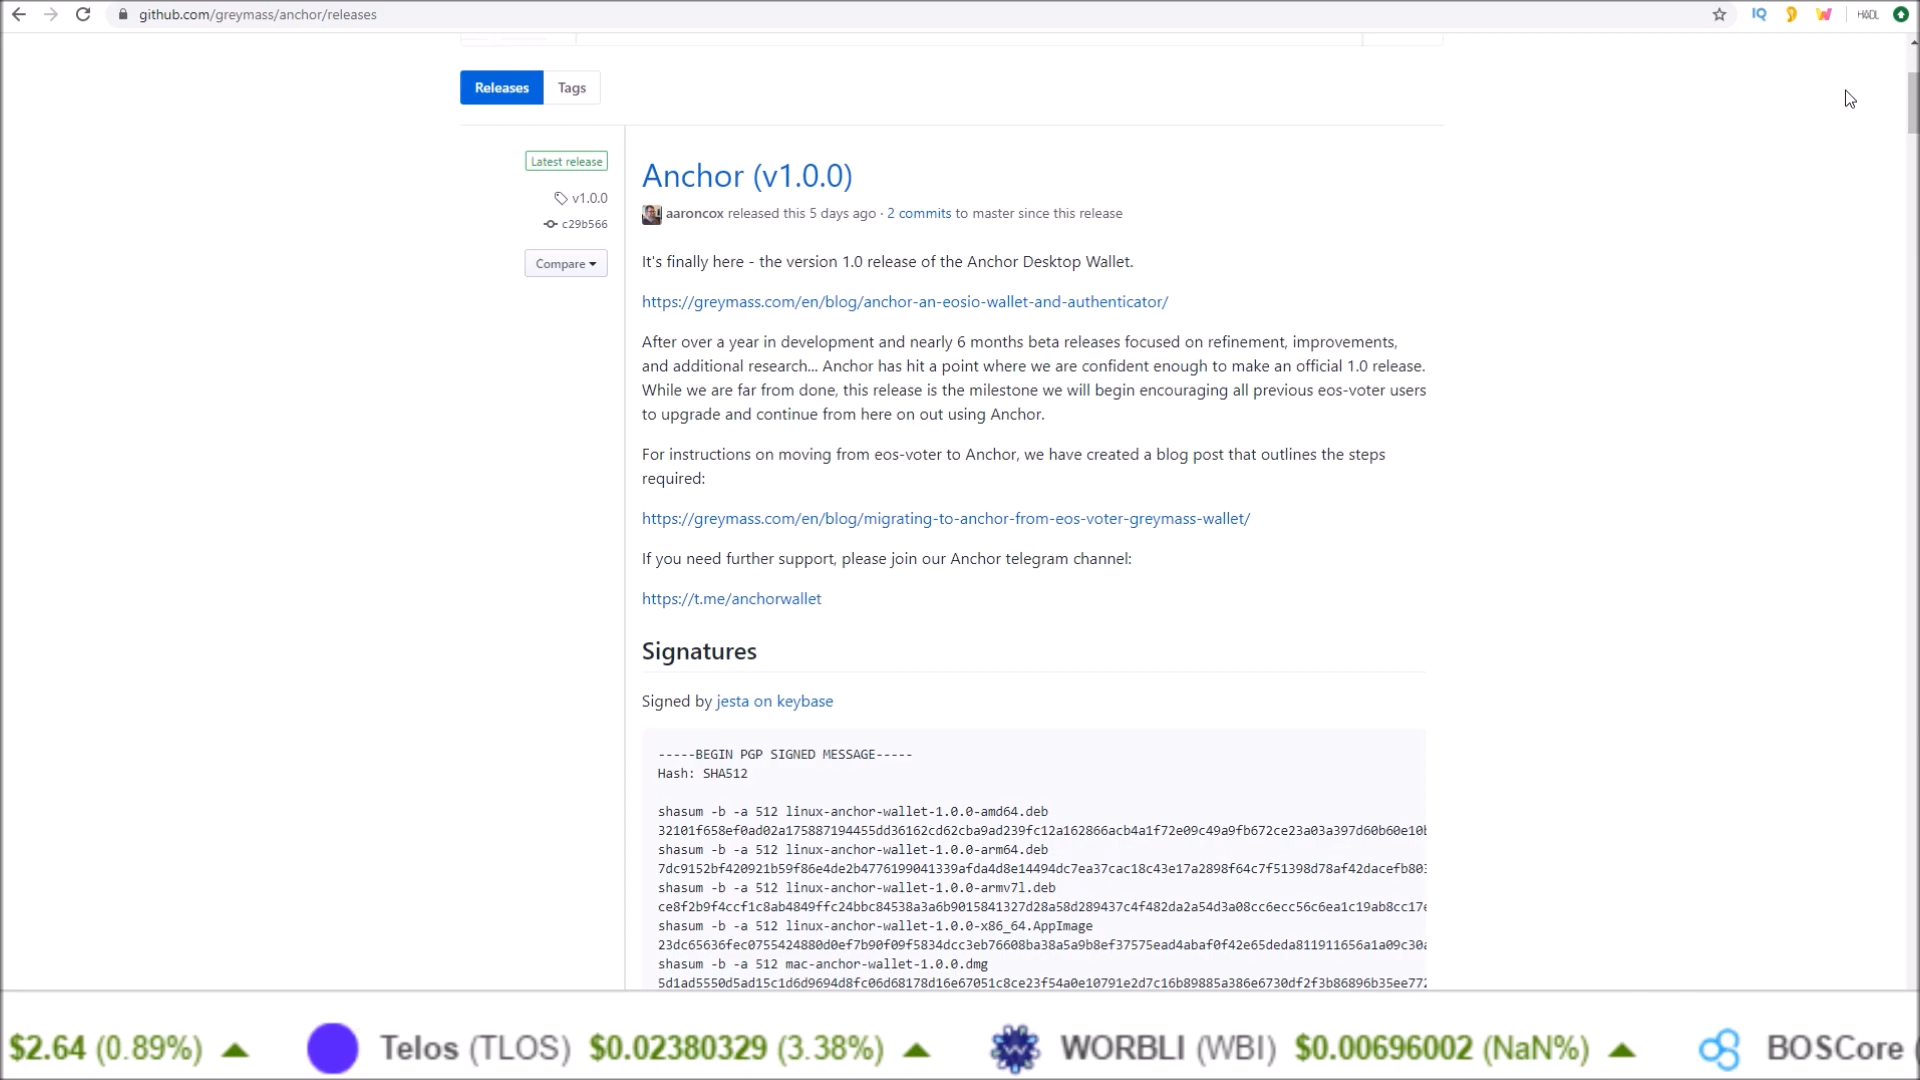 github.com/greymass/anchor/releases
IQ
HADL
Releases
Tags
Latest release
v1.0.0
c29b566
Compare
Anchor (v1.0.0)
aaroncox released this 5 days ago · 2 commits to master since this release
It's finally here - the version 1.0 release of the Anchor Desktop Wallet.
https://greymass.com/en/blog/anchor-an-eosio-wallet-and-authenticator/
After over a year in development and nearly 6 months beta releases focused on refinement, improvements,
and additional research... Anchor has hit a point where we are confident enough to make an official 1.0 release.
While we are far from done, this release is the milestone we will begin encouraging all previous eos-voter users
to upgrade and continue from here on out using Anchor.
For instructions on moving from eos-voter to Anchor, we have created a blog post that outlines the steps
required:
https://greymass.com/en/blog/migrating-to-anchor-from-eos-voter-greymass-wallet/
If you need further support, please join our Anchor telegram channel:
https://t.me/anchorwallet
Signatures
Signed by jesta on keybase
-----BEGIN PGP SIGNED MESSAGE-----
Hash: SHA512
shasum -b -a 512 linux-anchor-wallet-1.0.0-amd64.deb
32101f658ef0ad02a175887194455dd36162cd62cba9ad239fc12a162866acb4a1f72e09c49a9fb672ce23a03a397d60b60e10b
shasum -b -a 512 linux-anchor-wallet-1.0.0-arm64.deb
7dc9152bf420921b59f86e4de2b4776199041339afda4d8e14494dc7ea37cac18c43e17a2898f64c7f51398d78af42dacefb803
shasum -b -a 512 linux-anchor-wallet-1.0.0-armv7l.deb
ce8f2b9f4ccf1c8ab4849ffc24bbc84538a3a6b9015841327d28a58d289437c4f482da2a54d3a08cc6ecc56c6ea1c19ab8cc17e
shasum -b -a 512 linux-anchor-wallet-1.0.0-x86_64.AppImage
23dc65636fec0755424880d0ef7b90f09f5834dcc3eb76608ba38a5a9b8ef37575ead4abaf0f42e65deda811911656a1a09c30a
shasum -b -a 512 mac-anchor-wallet-1.0.0.dmg
5d1ad5550d5ad15c1d6d9694d8fc06d68178d16e67051c8ce23f54a0e10791e2d7c16b89885a386e6730df2f3b86896b35ee772
$2.64 (0.89%)
Telos (TLOS) $0.02380329 (3.38%)
WORBLI (WBI) $0.00696002 (NaN%)
BOSCore (